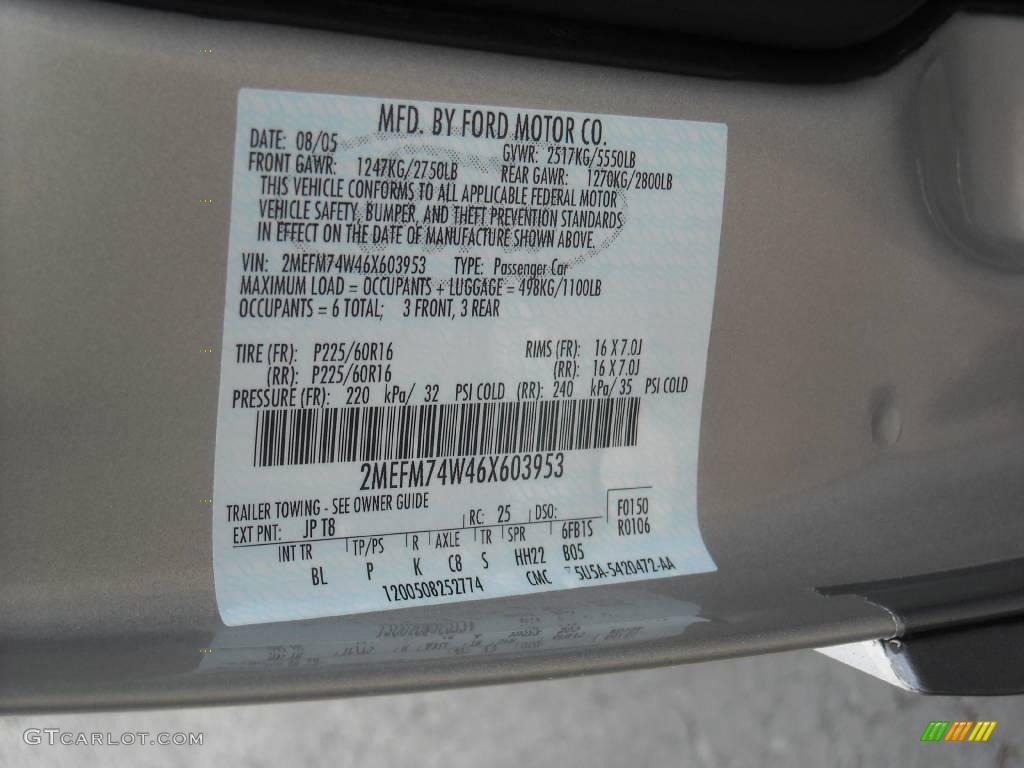 MFD. BY FORD MOTOR CO.
DATE: 08/05 GVWR: 2517KG/5550LB
FRONT GAWR: 1247KG/2750LB REAR GAWR: 1270KG/2800LB
THIS VEHICLE CONFORMS TO ALL APPLICABLE FEDERAL MOTOR
VEHICLE SAFETY, BUMPER, AND THEFT PREVENTION STANDARDS
IN EFFECT ON THE DATE OF MANUFACTURE SHOWN ABOVE.
VIN: 2MEFM74W46X603953 TYPE: Passenger Car
MAXIMUM LOAD = OCCUPANTS + LUGGAGE = 498KG/1100LB
OCCUPANTS = 6 TOTAL; 3 FRONT, 3 REAR
TIRE (FR): P225/60R16 RIMS (FR): 16 X 7.0J
(RR): P225/60R16 (RR): 16 X 7.0J
PRESSURE (FR): 220 kPa/ 32 PSI COLD (RR): 240 kPa/ 35 PSI COLD
2MEFM74W46X603953
TRAILER TOWING - SEE OWNER GUIDE
EXT PNT: JP T8 RC: 25 DSO: F0150
INT TR TP/PS R AXLE TR SPR 6FB1S R0106
BL P K C8 S HH22 B05
1200508252774 CMC 5U5A-5420472-AA
GTCARLOT.COM